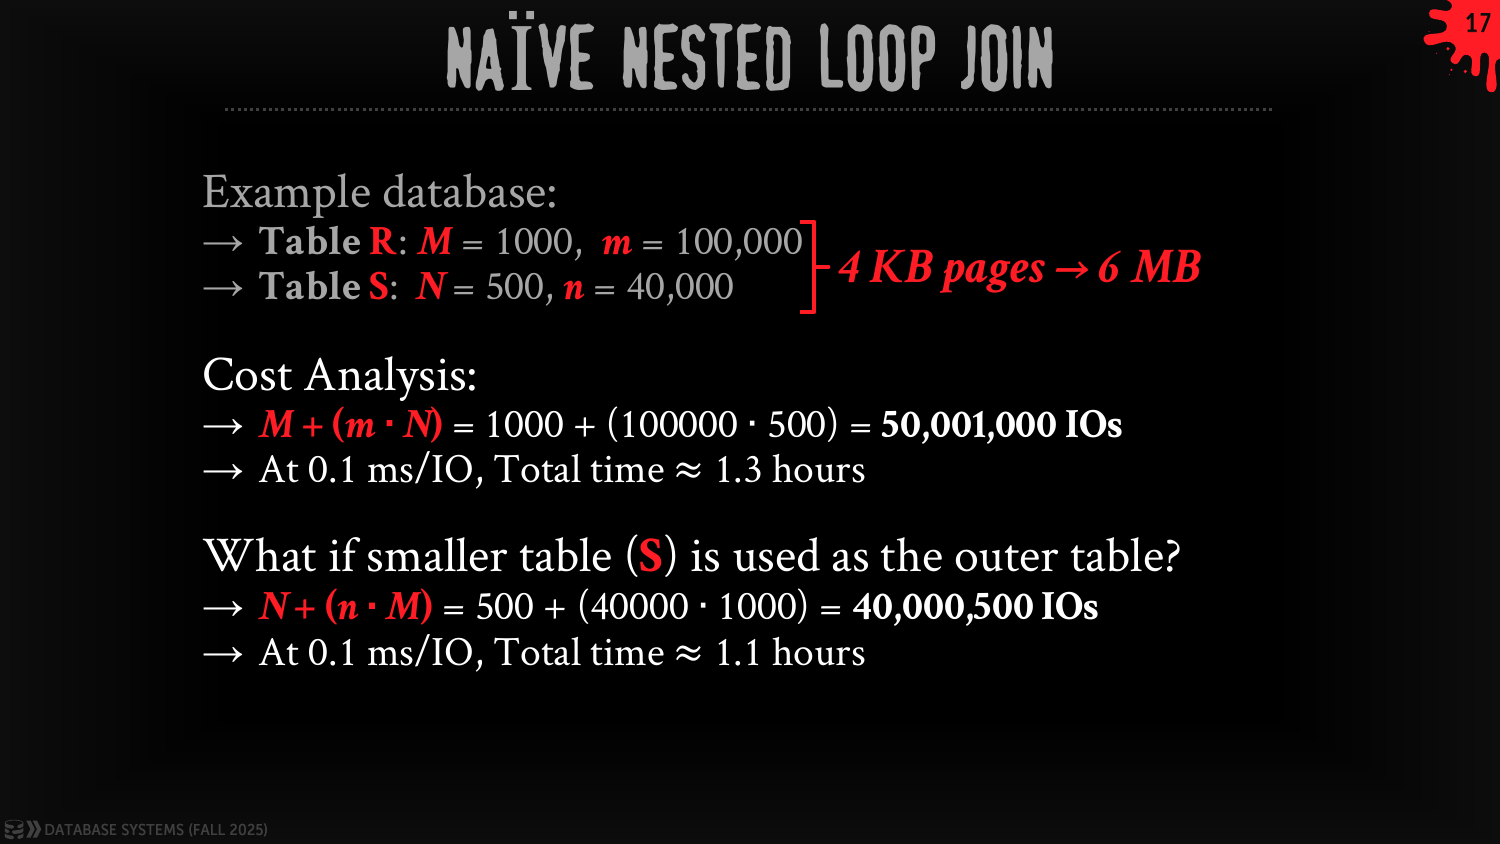 NAÏVE NESTED LOOP JOIN
17
Example database:
→ Table R: M = 1000, m = 100,000
→ Table S: N = 500, n = 40,000
4 KB pages → 6 MB
Cost Analysis:
→ M + (m ∙ N) = 1000 + (100000 ∙ 500) = 50,001,000 IOs
→ At 0.1 ms/IO, Total time ≈ 1.3 hours
What if smaller table (S) is used as the outer table?
→ N + (n ∙ M) = 500 + (40000 ∙ 1000) = 40,000,500 IOs
→ At 0.1 ms/IO, Total time ≈ 1.1 hours
DATABASE SYSTEMS (FALL 2025)